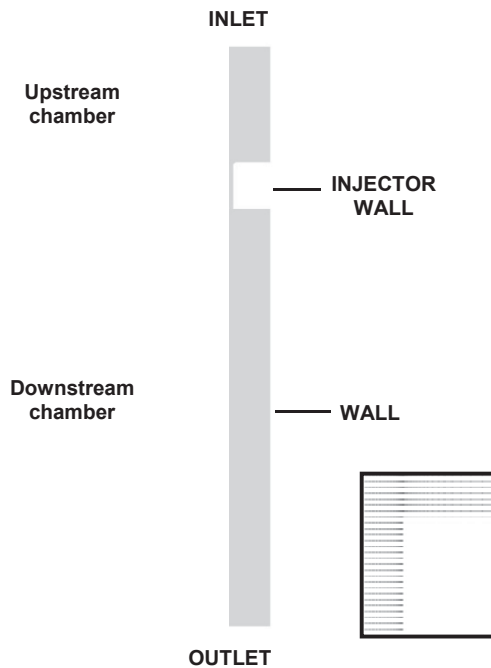 INLET
Upstream
chamber
INJECTOR
WALL
Downstream
chamber
WALL
OUTLET